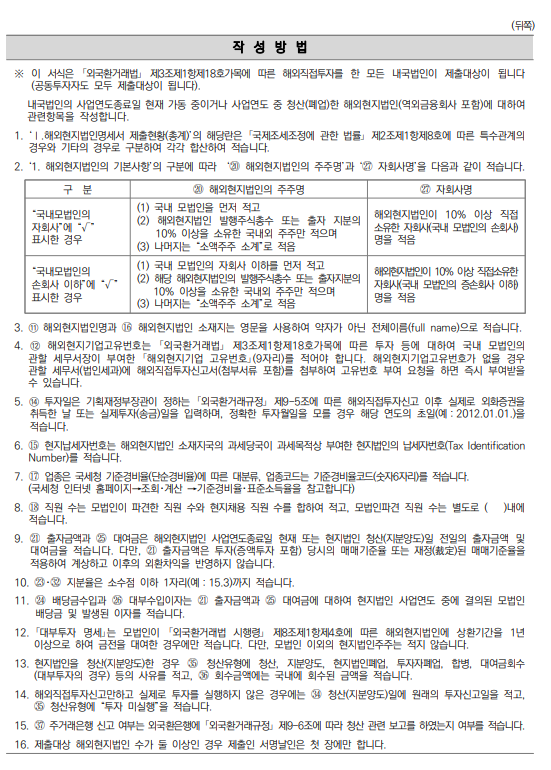 (뒤쪽)
작 성 방 법
※ 이 서식은 「외국환거래법」 제3조제1항제18호가목에 따른 해외직접투자를 한 모든 내국법인이 제출대상이 됩니다
(공동투자자도 모두 제출대상이 됩니다).
내국법인의 사업연도종료일 현재 가동 중이거나 사업연도 중 청산(폐업)한 해외현지법인(역외금융회사 포함)에 대하여
관련항목을 작성합니다.
1. 'Ⅰ.해외현지법인명세서 제출현황(총계)'의 해당란은 「국제조세조정에 관한 법률」 제2조제1항제8호에 따른 특수관계의
경우와 기타의 경우로 구분하여 각각 합산하여 적습니다.
2. '1. 해외현지법인의 기본사항'의 구분에 따라 '⑳ 해외현지법인의 주주명'과 '㉗ 자회사명'을 다음과 같이 적습니다.
구 분
⑳ 해외현지법인의 주주명
㉗ 자회사명
"국내모법인의
자회사"에 "√"
표시한 경우
(1) 국내 모법인을 먼저 적고
(2) 해외현지법인 발행주식총수 또는 출자 지분의
10% 이상을 소유한 국내외 주주만 적으며
(3) 나머지는 "소액주주 소계"로 적음
해외현지법인이 10% 이상 직접
소유한 자회사(국내 모법인의 손회사)
명을 적음
"국내모법인의
손회사 이하"에 "√"
표시한 경우
(1) 국내 모법인의 자회사 이하를 먼저 적고
(2) 해당 해외현지법인의 발행주식총수 또는 출자지분의
10% 이상을 소유한 국내외 주주만 적으며
(3) 나머지는 "소액주주 소계"로 적음
해외현지법인이 10% 이상 직접소유한
자회사(국내 모법인의 증손회사 이하)
명을 적음
3. ⑪ 해외현지법인명과 ⑯ 해외현지법인 소재지는 영문을 사용하여 약자가 아닌 전체이름(full name)으로 적습니다.
4. ⑫ 해외현지기업고유번호는 「외국환거래법」 제3조제1항제18호가목에 따른 투자 등에 대하여 국내 모법인의
관할 세무서장이 부여한 「해외현지기업 고유번호」(9자리)를 적어야 합니다. 해외현지기업고유번호가 없을 경우
관할 세무서(법인세과)에 해외직접투자신고서(첨부서류 포함)를 첨부하여 고유번호 부여 요청을 하면 즉시 부여받을
수 있습니다.
5. ⑭ 투자일은 기획재정부장관이 정하는 「외국환거래규정」 제9-5조에 따른 해외직접투자신고 이후 실제로 외화증권을
취득한 날 또는 실제투자(송금)일을 입력하며, 정확한 투자월일을 모를 경우 해당 연도의 초일(예 : 2012.01.01.)을
적습니다.
6. ⑮ 현지납세자번호는 해외현지법인 소재지국의 과세당국이 과세목적상 부여한 현지법인의 납세자번호(Tax Identification
Number)를 적습니다.
7. ⑰ 업종은 국세청 기준경비율(단순경비율)에 따른 대분류, 업종코드는 기준경비율코드(숫자6자리)를 적습니다.
(국세청 인터넷 홈페이지→조회·계산 →기준경비율·표준소득율을 참고합니다)
8. ⑱ 직원 수는 모법인이 파견한 직원 수와 현지채용 직원 수를 합하여 적고, 모법인파견 직원 수는 별도로 ( )내에
적습니다.
9. ㉑ 출자금액과 ㉕ 대여금은 해외현지법인 사업연도종료일 현재 또는 현지법인 청산(지분양도)일 전일의 출자금액 및
대여금을 적습니다. 다만, ㉑ 출자금액은 투자(증액투자 포함) 당시의 매매기준율 또는 재정(裁定)된 매매기준율을
적용하여 계상하고 이후의 외환차익을 반영하지 않습니다.
10. ㉓·㉜ 지분율은 소수점 이하 1자리(예 : 15.3)까지 적습니다.
11. ㉔ 배당금수입과 ㉖ 대부수입이자는 ㉑ 출자금액과 ㉕ 대여금에 대하여 현지법인 사업연도 중에 결의된 모법인
배당금 및 발생된 이자를 적습니다.
12. 「대부투자 명세」는 모법인이 「외국환거래법 시행령」 제8조제1항제4호에 따른 해외현지법인에 상환기간을 1년
이상으로 하여 금전을 대여한 경우에만 적습니다. 다만, 모법인 이외의 현지법인주주는 적지 않습니다.
13. 현지법인을 청산(지분양도)한 경우 ㉟ 청산유형에 청산, 지분양도, 현지법인폐업, 투자자폐업, 합병, 대여금회수
(대부투자의 경우) 등의 사유를 적고, ㊱ 회수금액에는 국내에 회수된 금액을 적습니다.
14. 해외직접투자신고만하고 실제로 투자를 실행하지 않은 경우에는 ㉞ 청산(지분양도)일에 원래의 투자신고일을 적고,
㉟ 청산유형에 "투자 미실행"을 적습니다.
15. ㊲ 주거래은행 신고 여부는 외국환은행에 「외국환거래규정」 제9-6조에 따라 청산 관련 보고를 하였는지 여부를 적습니다.
16. 제출대상 해외현지법인 수가 둘 이상인 경우 제출인 서명날인은 첫 장에만 합니다.